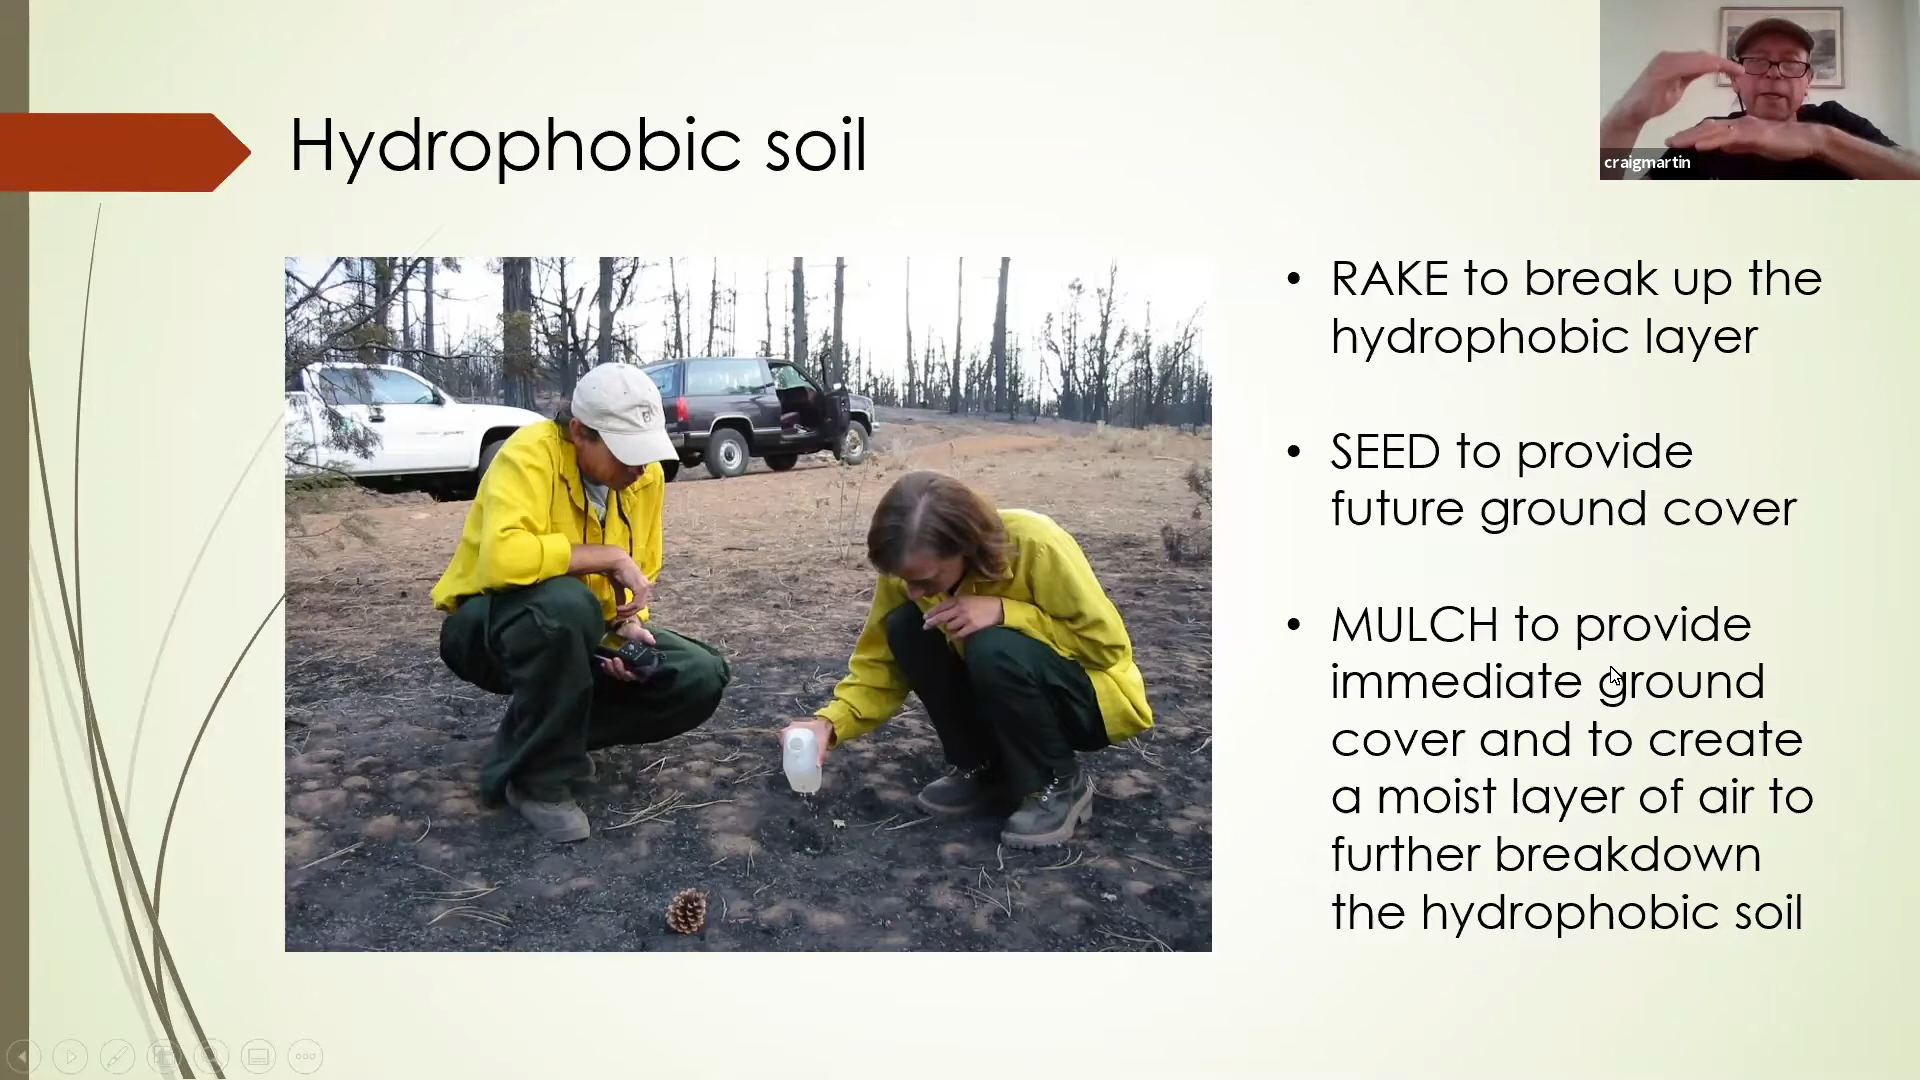 Hydrophobic soil
craigmartin
• RAKE to break up the
hydrophobic layer
• SEED to provide
future ground cover
• MULCH to provide
immediate ground
cover and to create
a moist layer of air to
further breakdown
the hydrophobic soil